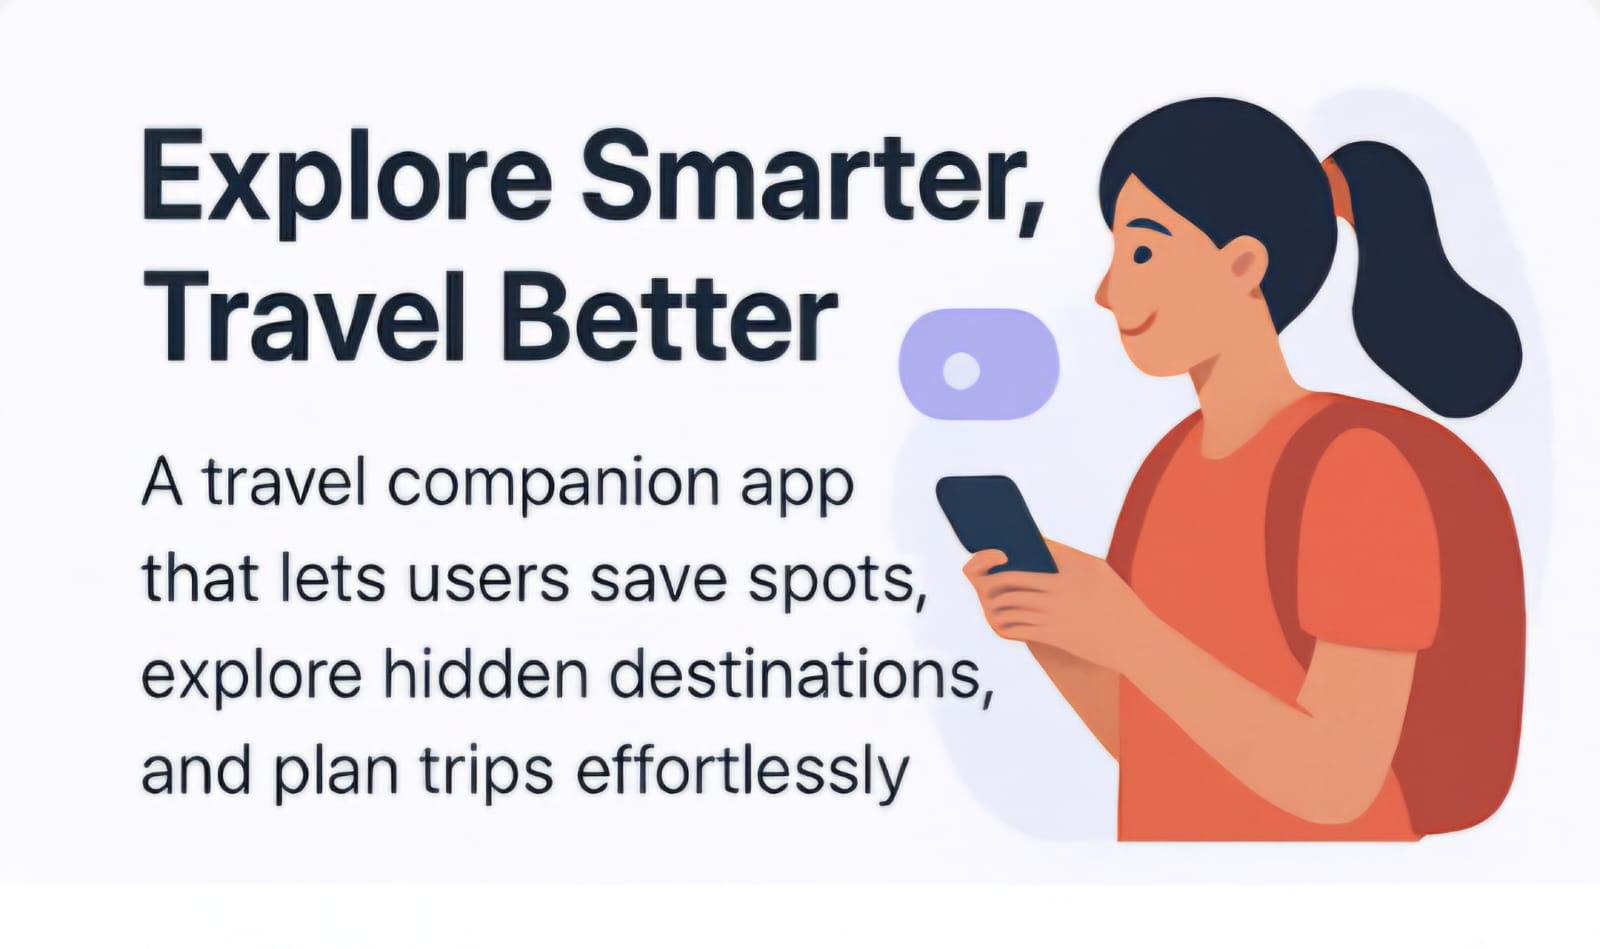 Explore Smarter,
Travel Better
A travel companion app
that lets users save spots,
explore hidden destinations,
and plan trips effortlessly